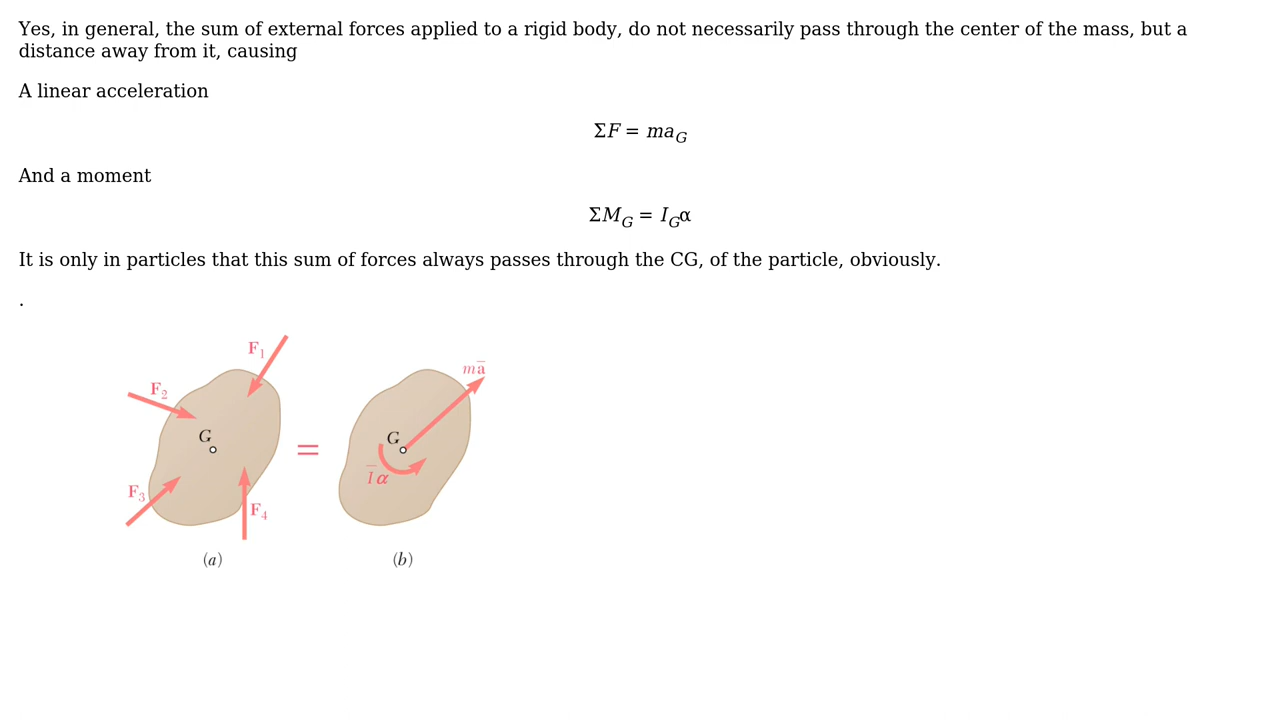 Yes, in general, the sum of external forces applied to a rigid body, do not necessarily pass through the center of the mass, but a
distance away from it, causing
A linear acceleration
ΣF = ma_G
And a moment
ΣM_G = I_Gα
It is only in particles that this sum of forces always passes through the CG, of the particle, obviously.
.
F₁
F₂
G
F₃
F₄
(a)
=
mā
G
Īα
(b)